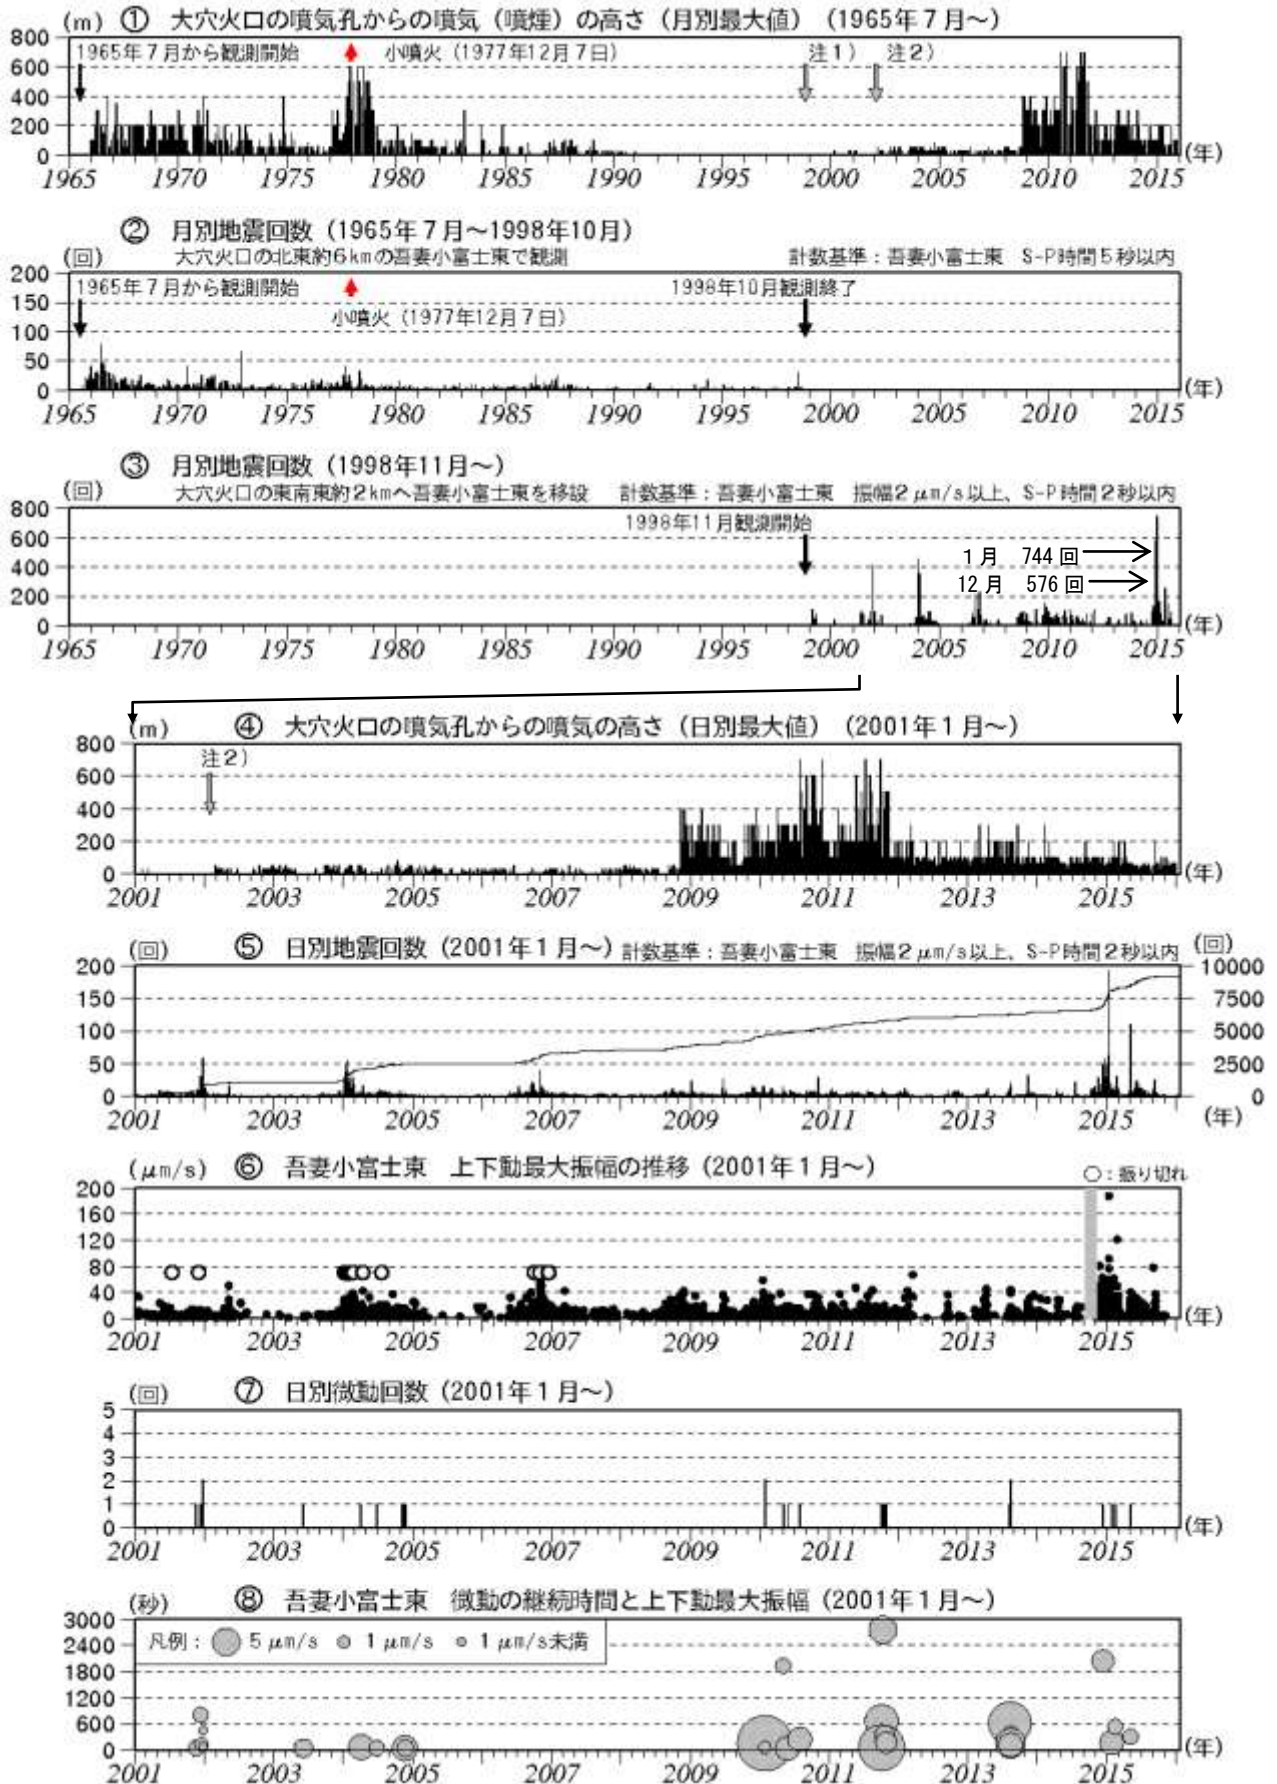 (m) ① 大穴火口の噴気孔からの噴気（噴煙）の高さ（月別最大値）（1965年7月～）
800
1965年7月から観測開始 小噴火（1977年12月7日） 注1） 注2）
600
400
200
0 (年)
1965 1970 1975 1980 1985 1990 1995 2000 2005 2010 2015
② 月別地震回数（1965年7月～1998年10月）
(回) 大穴火口の北東約6kmの吾妻小富士東で観測 計数基準：吾妻小富士東 S-P時間5秒以内
200
1965年7月から観測開始 1998年10月観測終了
150
小噴火（1977年12月7日）
100
50
0 (年)
1965 1970 1975 1980 1985 1990 1995 2000 2005 2010 2015
③ 月別地震回数（1998年11月～）
(回) 大穴火口の東南東約2kmへ吾妻小富士東を移設 計数基準：吾妻小富士東 振幅2μm/s以上、S-P時間2秒以内
800
1998年11月観測開始
600
1月 744回
400
12月 576回
200
0 (年)
1965 1970 1975 1980 1985 1990 1995 2000 2005 2010 2015
(m) ④ 大穴火口の噴気孔からの噴気の高さ（日別最大値）（2001年1月～）
800
注2）
600
400
200
0 (年)
2001 2003 2005 2007 2009 2011 2013 2015
(回) ⑤ 日別地震回数（2001年1月～）計数基準：吾妻小富士東 振幅2μm/s以上、S-P時間2秒以内 (回)
200 10000
150 7500
100 5000
50 2500
0 0
2001 2003 2005 2007 2009 2011 2013 2015 (年)
(μm/s) ⑥ 吾妻小富士東 上下動最大振幅の推移（2001年1月～） ○：振り切れ
200
160
120
80
40
0 (年)
2001 2003 2005 2007 2009 2011 2013 2015
(回) ⑦ 日別微動回数（2001年1月～）
5
4
3
2
1
0 (年)
2001 2003 2005 2007 2009 2011 2013 2015
(秒) ⑧ 吾妻小富士東 微動の継続時間と上下動最大振幅（2001年1月～）
3000
凡例： 5μm/s 1μm/s 1μm/s未満
2400
1800
1200
600
0 (年)
2001 2003 2005 2007 2009 2011 2013 2015